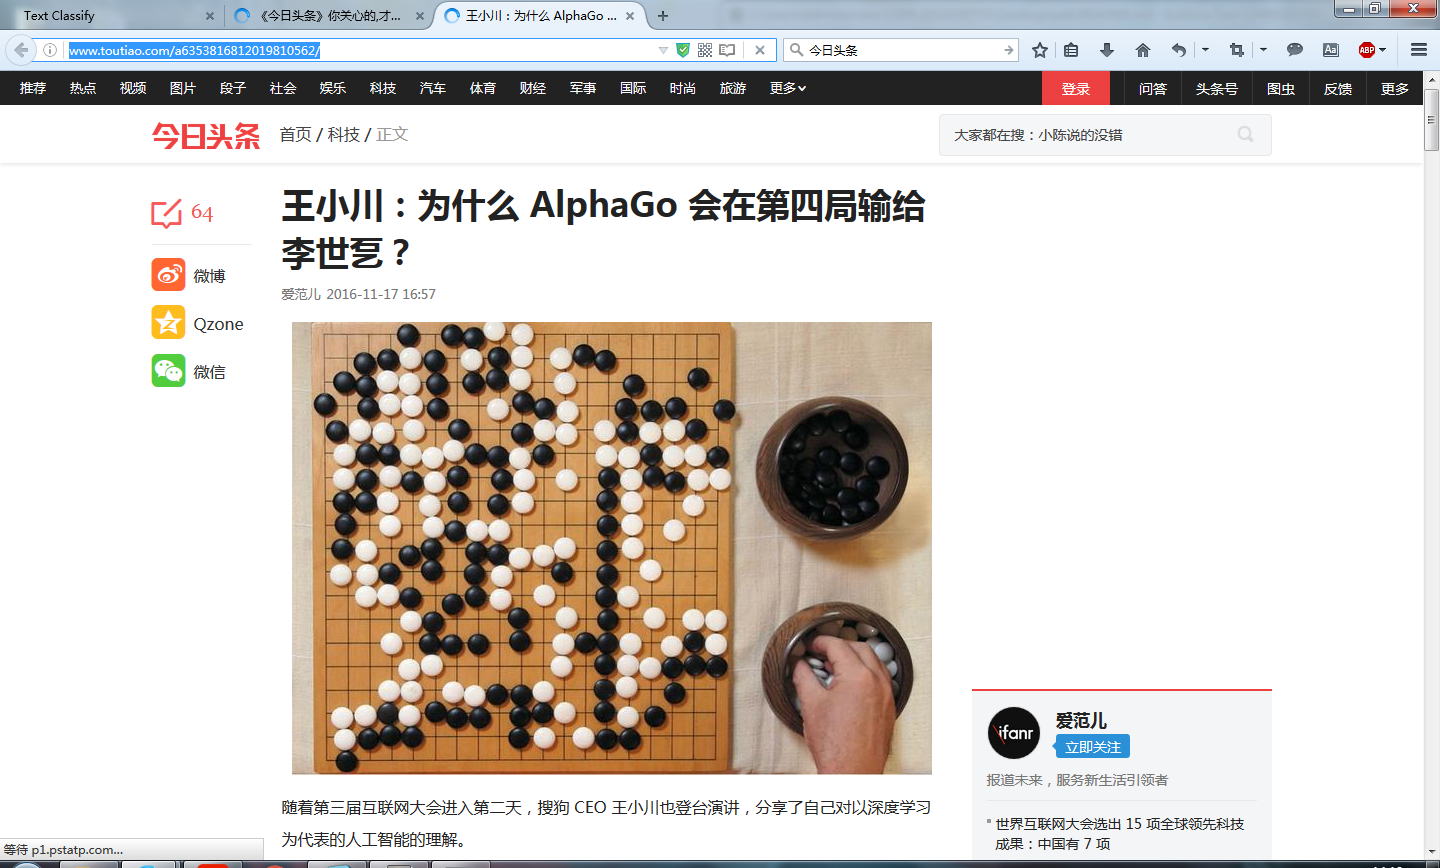 Text Classify
《今日头条》你关心的,才...
王小川：为什么 AlphaGo ...
www.toutiao.com/a6353816812019810562/
今日头条
Aa
ABP
推荐 热点 视频 图片 段子 社会 娱乐 科技 汽车 体育 财经 军事 国际 时尚 旅游 更多
登录 问答 头条号 图虫 反馈 更多
今日头条
首页 / 科技 / 正文
大家都在搜：小陈说的没错
64
微博
Qzone
微信
王小川：为什么 AlphaGo 会在第四局输给
李世乭？
爱范儿 2016-11-17 16:57
随着第三届互联网大会进入第二天，搜狗 CEO 王小川也登台演讲，分享了自己对以深度学习
为代表的人工智能的理解。
ifanr
爱范儿
立即关注
报道未来，服务新生活引领者
世界互联网大会选出 15 项全球领先科技
成果：中国有 7 项
等待 p1.pstatp.com...